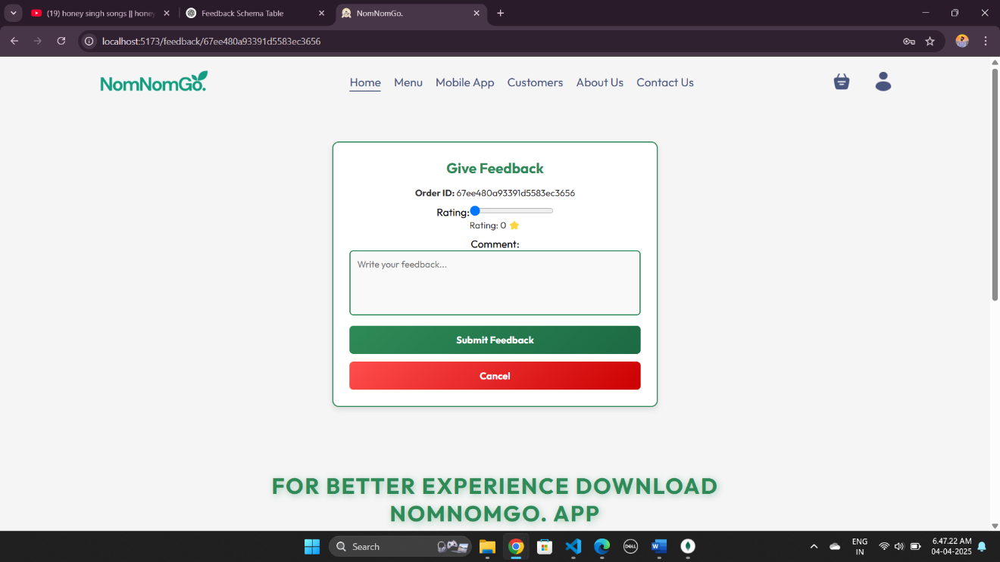 (19) honey singh songs || honey
Feedback Schema Table
NomNomGo.
localhost:5173/feedback/67ee480a93391d5583ec3656
NomNomGo.
Home Menu Mobile App Customers About Us Contact Us
Give Feedback
Order ID: 67ee480a93391d5583ec3656
Rating:
Rating: 0
Comment:
Write your feedback...
Submit Feedback
Cancel
FOR BETTER EXPERIENCE DOWNLOAD
NOMNOMGO. APP
Search
DELL
W
ENG
IN
6.47.22 AM
04-04-2025